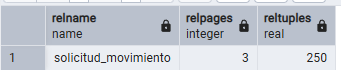 relname relpages reltuples
name integer real
1 solicitud_movimiento 3 250